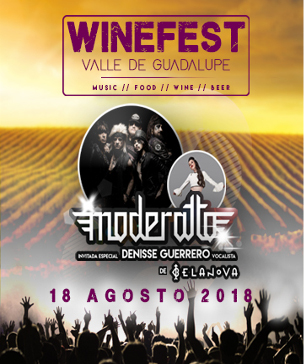 WINEFEST
VALLE DE GUADALUPE
MUSIC // FOOD // WINE // BEER
moderatto
INVITADA ESPECIAL DENISSE GUERRERO VOCALISTA
DE BELANOVA
18 AGOSTO 2018